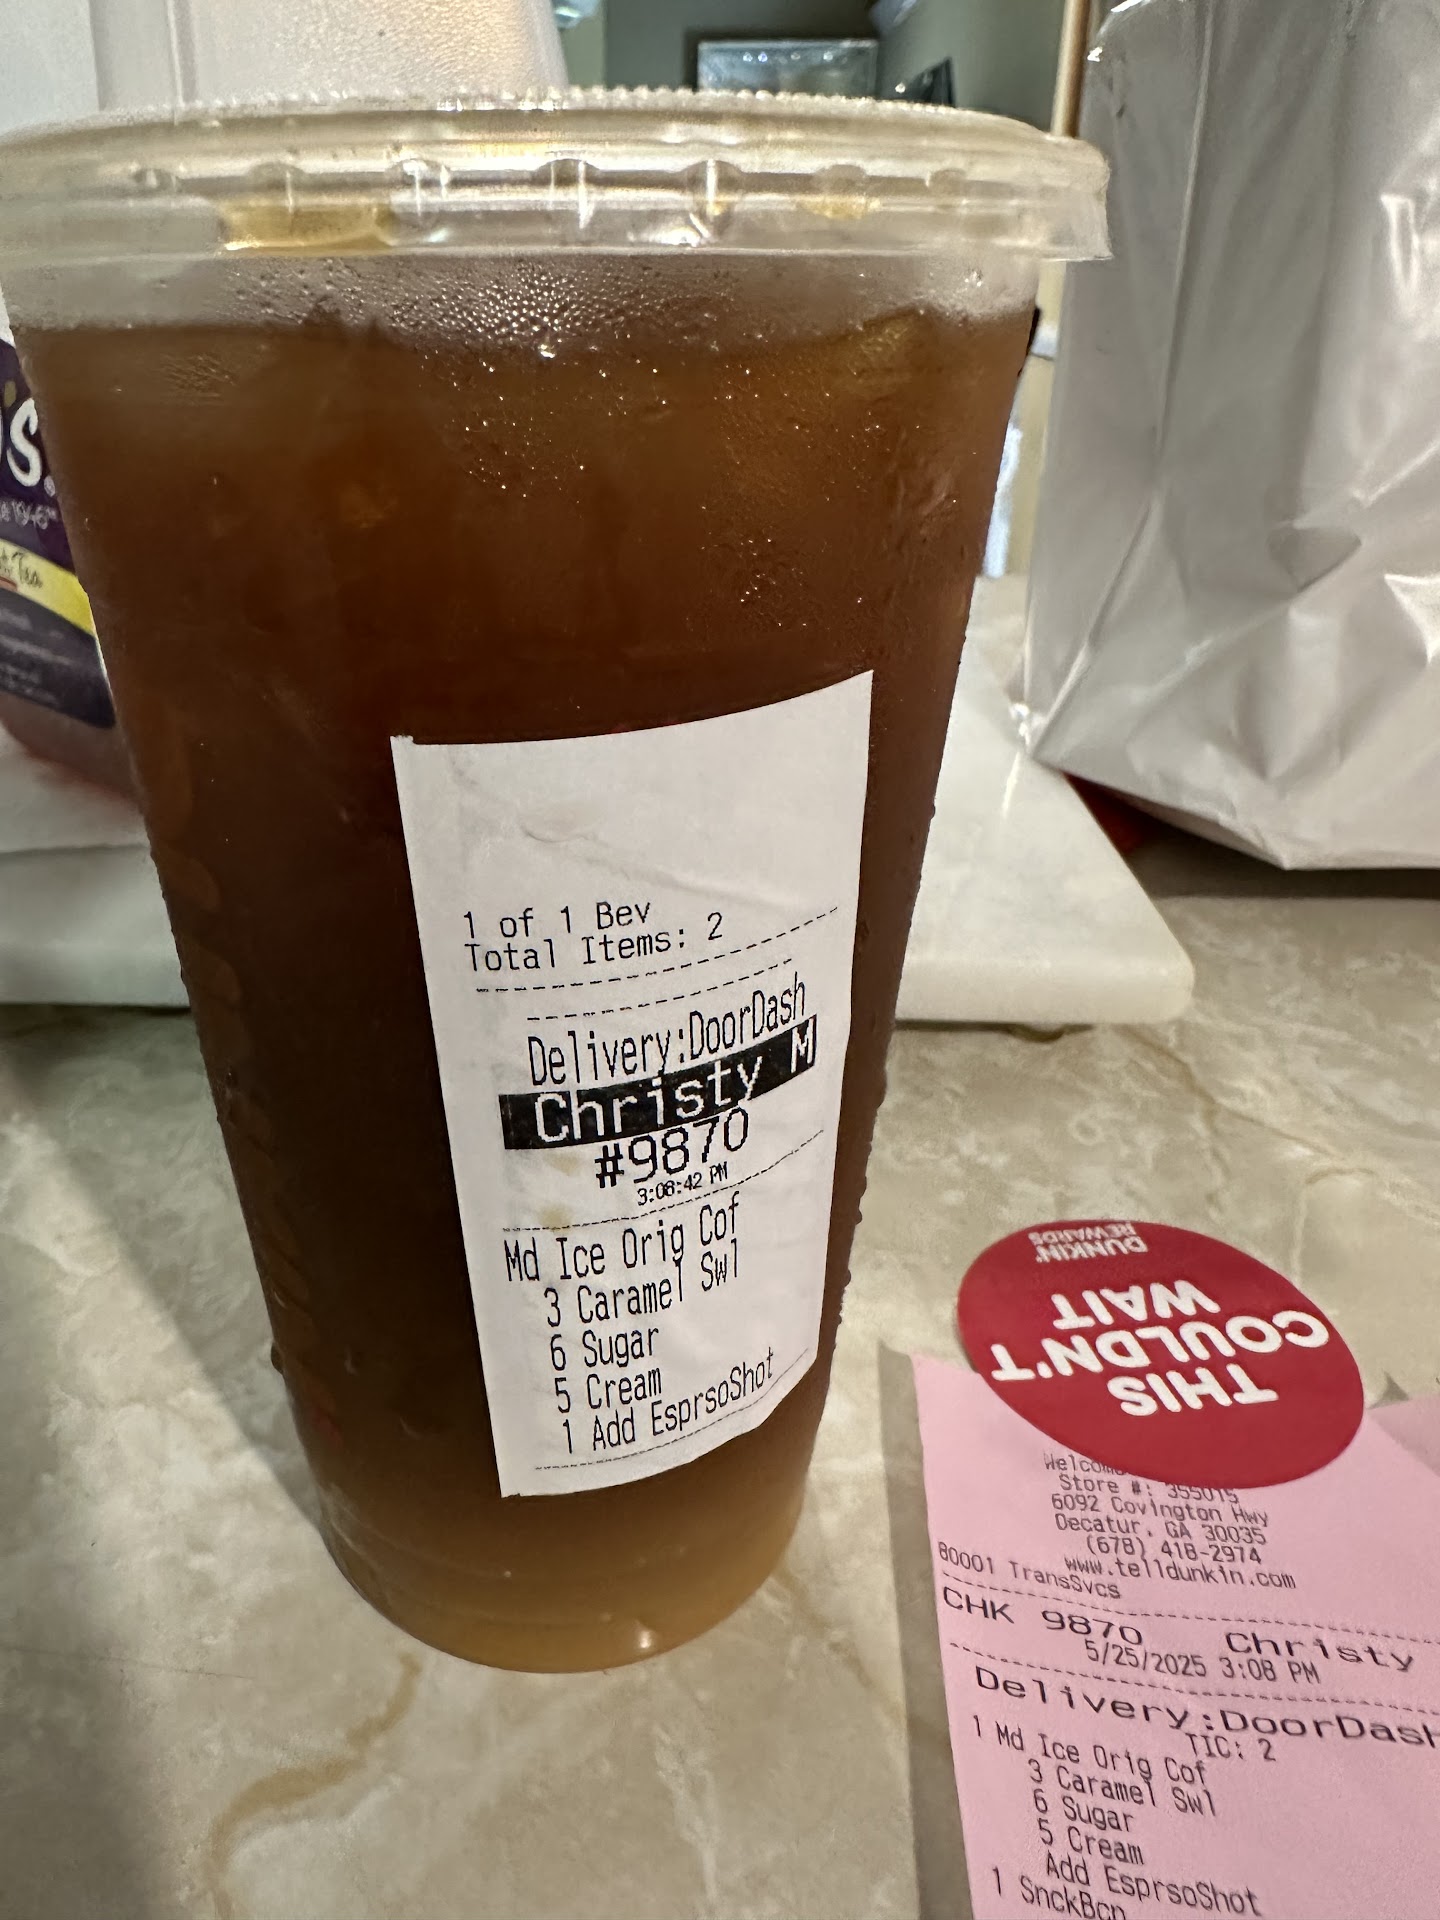 1 of 1 Bev
Total Items: 2
Delivery:DoorDash
Christy M
#9870
3:08:42 PM
Md Ice Orig Cof
3 Caramel Swl
6 Sugar
5 Cream
1 Add EsprsoShot
's.
1946
Tea
DUNKIN'
REWARDS
THIS
COULDN'T
WAIT
Store #: 355015
6092 Covington Hwy
Decatur, GA 30035
(678) 418-2974
www.telldunkin.com
80001 TransSvcs
CHK 9870 Christy
5/25/2025 3:08 PM
Delivery:DoorDash
TIC: 2
1 Md Ice Orig Cof
3 Caramel Swl
6 Sugar
5 Cream
Add EsprsoShot
1 SnckBcn